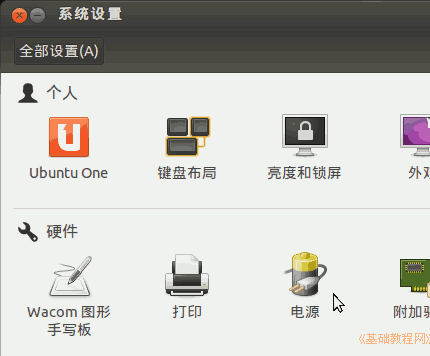 系统设置
全部设置(A)
个人
Ubuntu One
键盘布局
亮度和锁屏
外
硬件
Wacom 图形
手写板
打印
电源
附加
《基础教程网